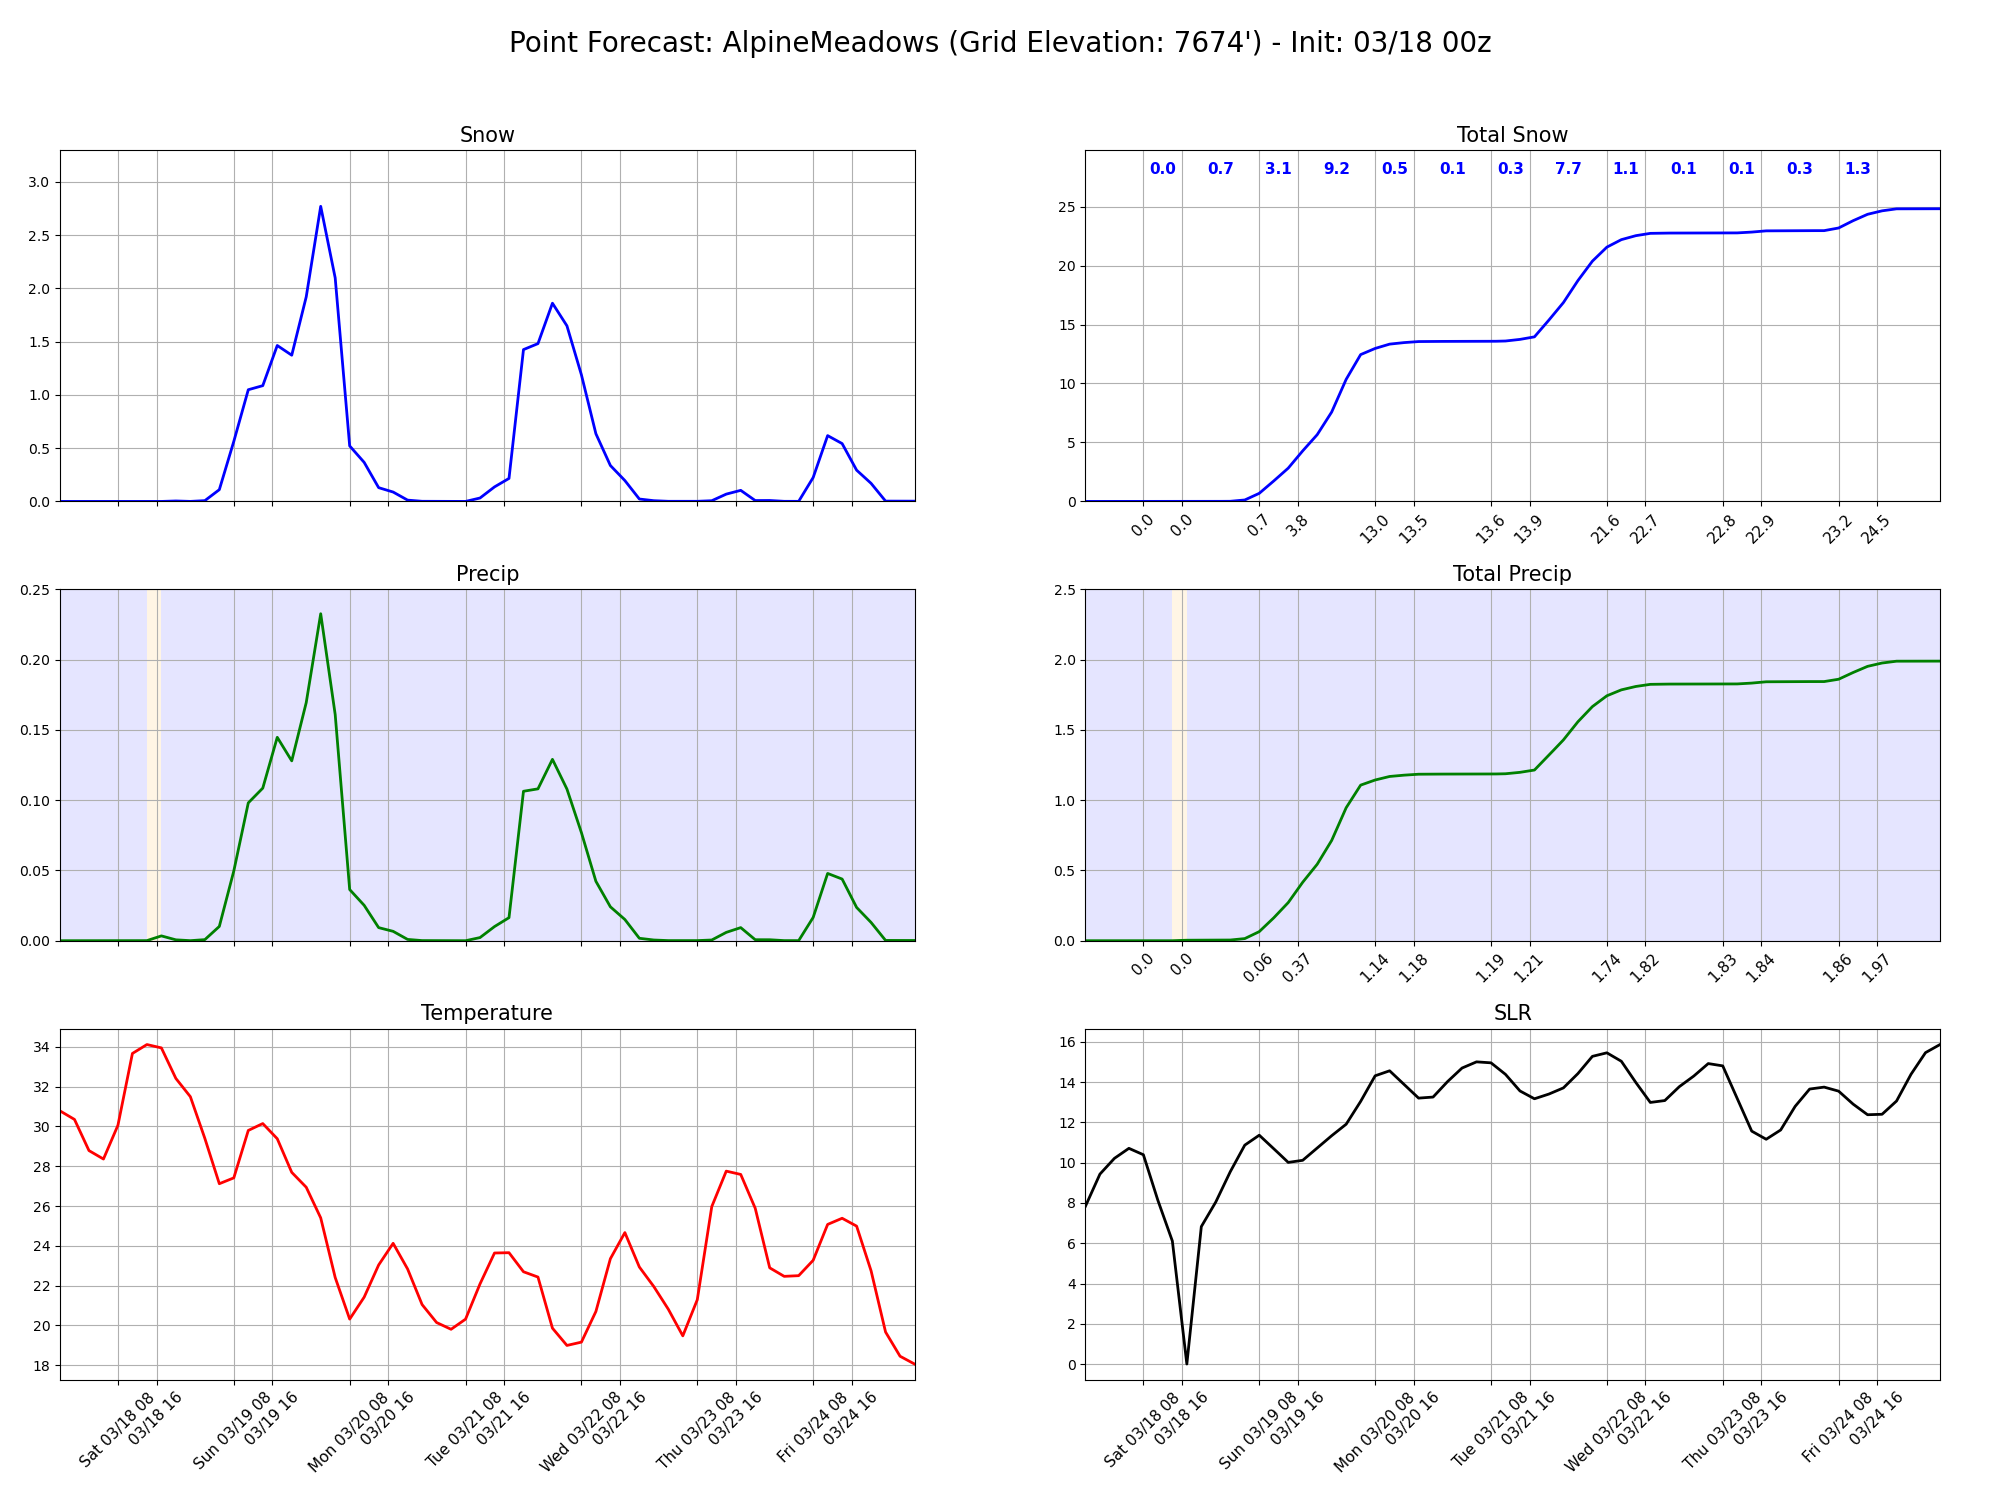 Point Forecast: AlpineMeadows (Grid Elevation: 7674') - Init: 03/18 00z
Snow
3.0
2.5
2.0
1.5
1.0
0.5
0.0
Total Snow
0.0 0.7 3.1 9.2 0.5 0.1 0.3 7.7 1.1 0.1 0.1 0.3 1.3
25
20
15
10
5
0
0.0 0.0 0.7 3.8 13.0 13.5 13.6 13.9 21.6 22.7 22.8 22.9 23.2 24.5
Precip
0.25
0.20
0.15
0.10
0.05
0.00
Total Precip
2.5
2.0
1.5
1.0
0.5
0.0
0.0 0.0 0.06 0.37 1.14 1.18 1.19 1.21 1.74 1.82 1.83 1.84 1.86 1.97
Temperature
34
32
30
28
26
24
22
20
18
Sat 03/18 08
03/18 16
Sun 03/19 08
03/19 16
Mon 03/20 08
03/20 16
Tue 03/21 08
03/21 16
Wed 03/22 08
03/22 16
Thu 03/23 08
03/23 16
Fri 03/24 08
03/24 16
SLR
16
14
12
10
8
6
4
2
0
Sat 03/18 08
03/18 16
Sun 03/19 08
03/19 16
Mon 03/20 08
03/20 16
Tue 03/21 08
03/21 16
Wed 03/22 08
03/22 16
Thu 03/23 08
03/23 16
Fri 03/24 08
03/24 16